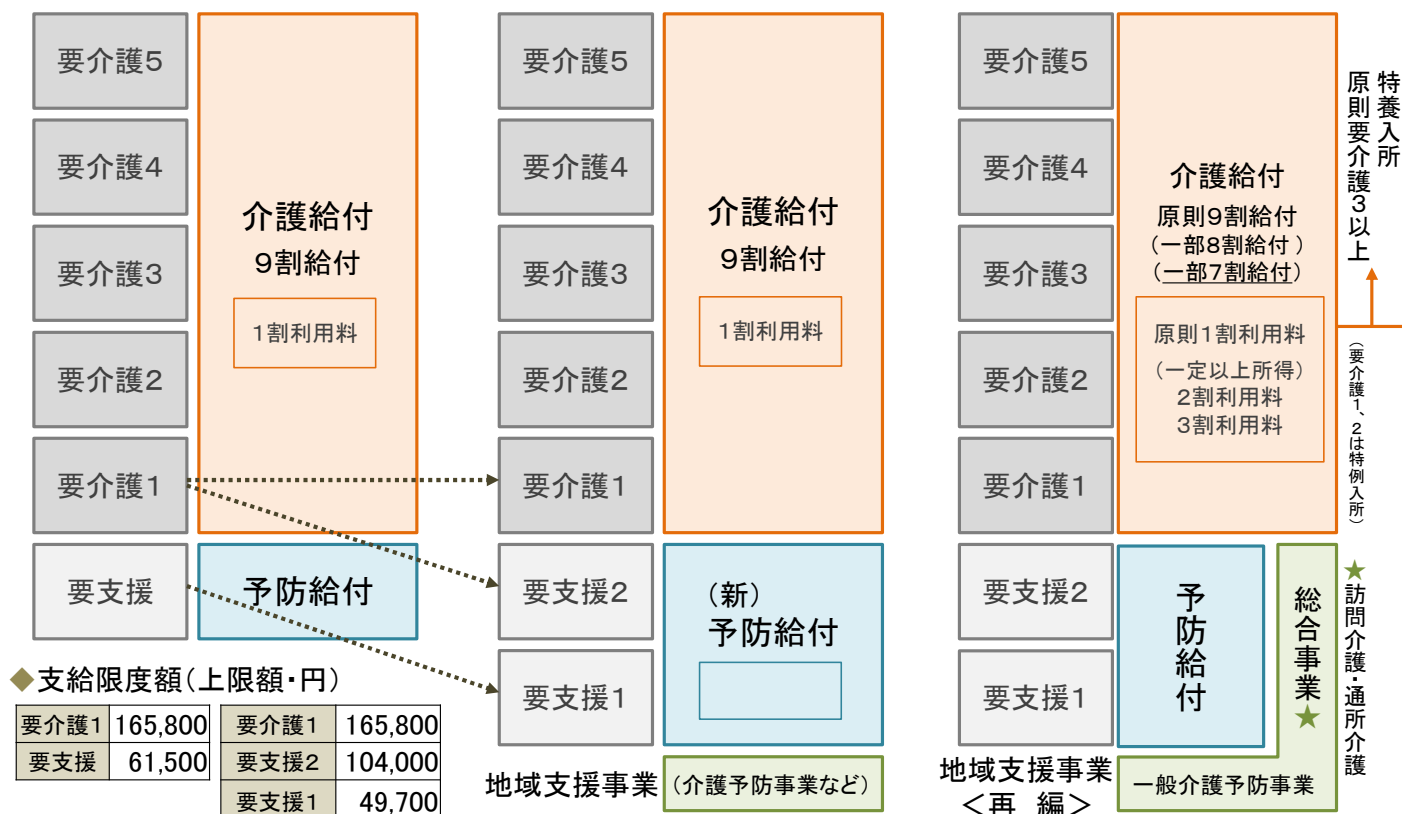 要介護5
要介護4
要介護3
要介護2
要介護1
要支援
介護給付
9割給付
1割利用料
予防給付
◆支給限度額(上限額・円)
要介護1 165,800
要支援 61,500
要介護1 165,800
要支援2 104,000
要支援1 49,700
要介護5
要介護4
要介護3
要介護2
要介護1
要支援2
要支援1
介護給付
9割給付
1割利用料
(新)
予防給付
地域支援事業
(介護予防事業など)
要介護5
要介護4
要介護3
要介護2
要介護1
要支援2
要支援1
介護給付
原則9割給付
(一部8割給付)
(一部7割給付)
原則1割利用料
(一定以上所得)
2割利用料
3割利用料
予防給付
総合事業★
地域支援事業
<再 編>
一般介護予防事業
特養入所
原則要介護3以上
(要介護1、2は特例入所)
★訪問介護・通所介護